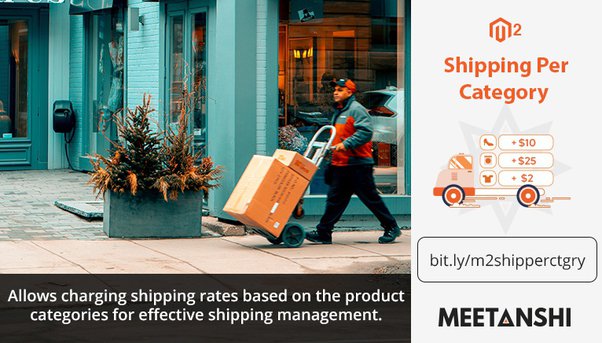 2
Shipping Per
Category
+ $10
+ $25
+ $2
bit.ly/m2shipperctgry
MEETANSHI
Allows charging shipping rates based on the product
categories for effective shipping management.